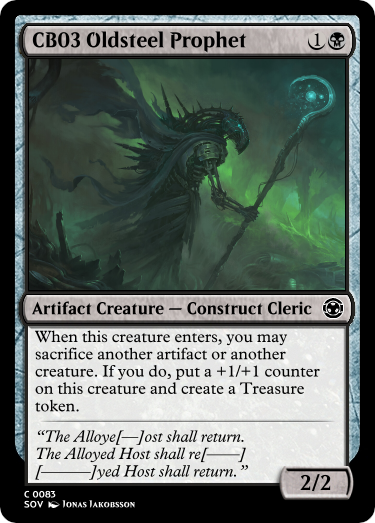 CB03 Oldsteel Prophet 1
Artifact Creature — Construct Cleric
When this creature enters, you may
sacrifice another artifact or another
creature. If you do, put a +1/+1 counter
on this creature and create a Treasure
token.
“The Alloye[—]ost shall return.
The Alloyed Host shall re[——]
[———]yed Host shall return.”
2/2
C 0083
SOV Jonas Jakobsson